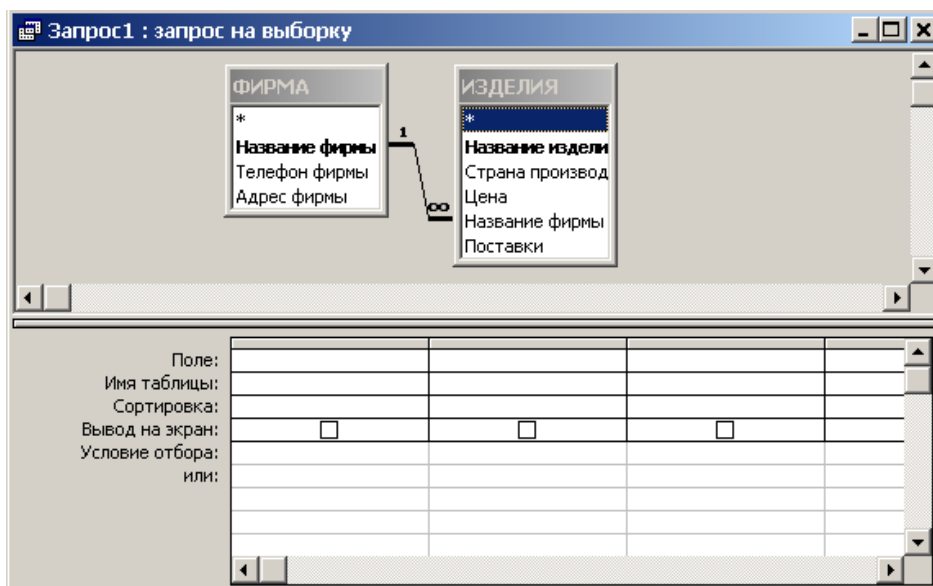 Запрос1 : запрос на выборку
ФИРМА
*
Название фирмы
Телефон фирмы
Адрес фирмы
1
∞
ИЗДЕЛИЯ
*
Название издели
Страна производ
Цена
Название фирмы
Поставки
Поле:
Имя таблицы:
Сортировка:
Вывод на экран:
Условие отбора:
или: